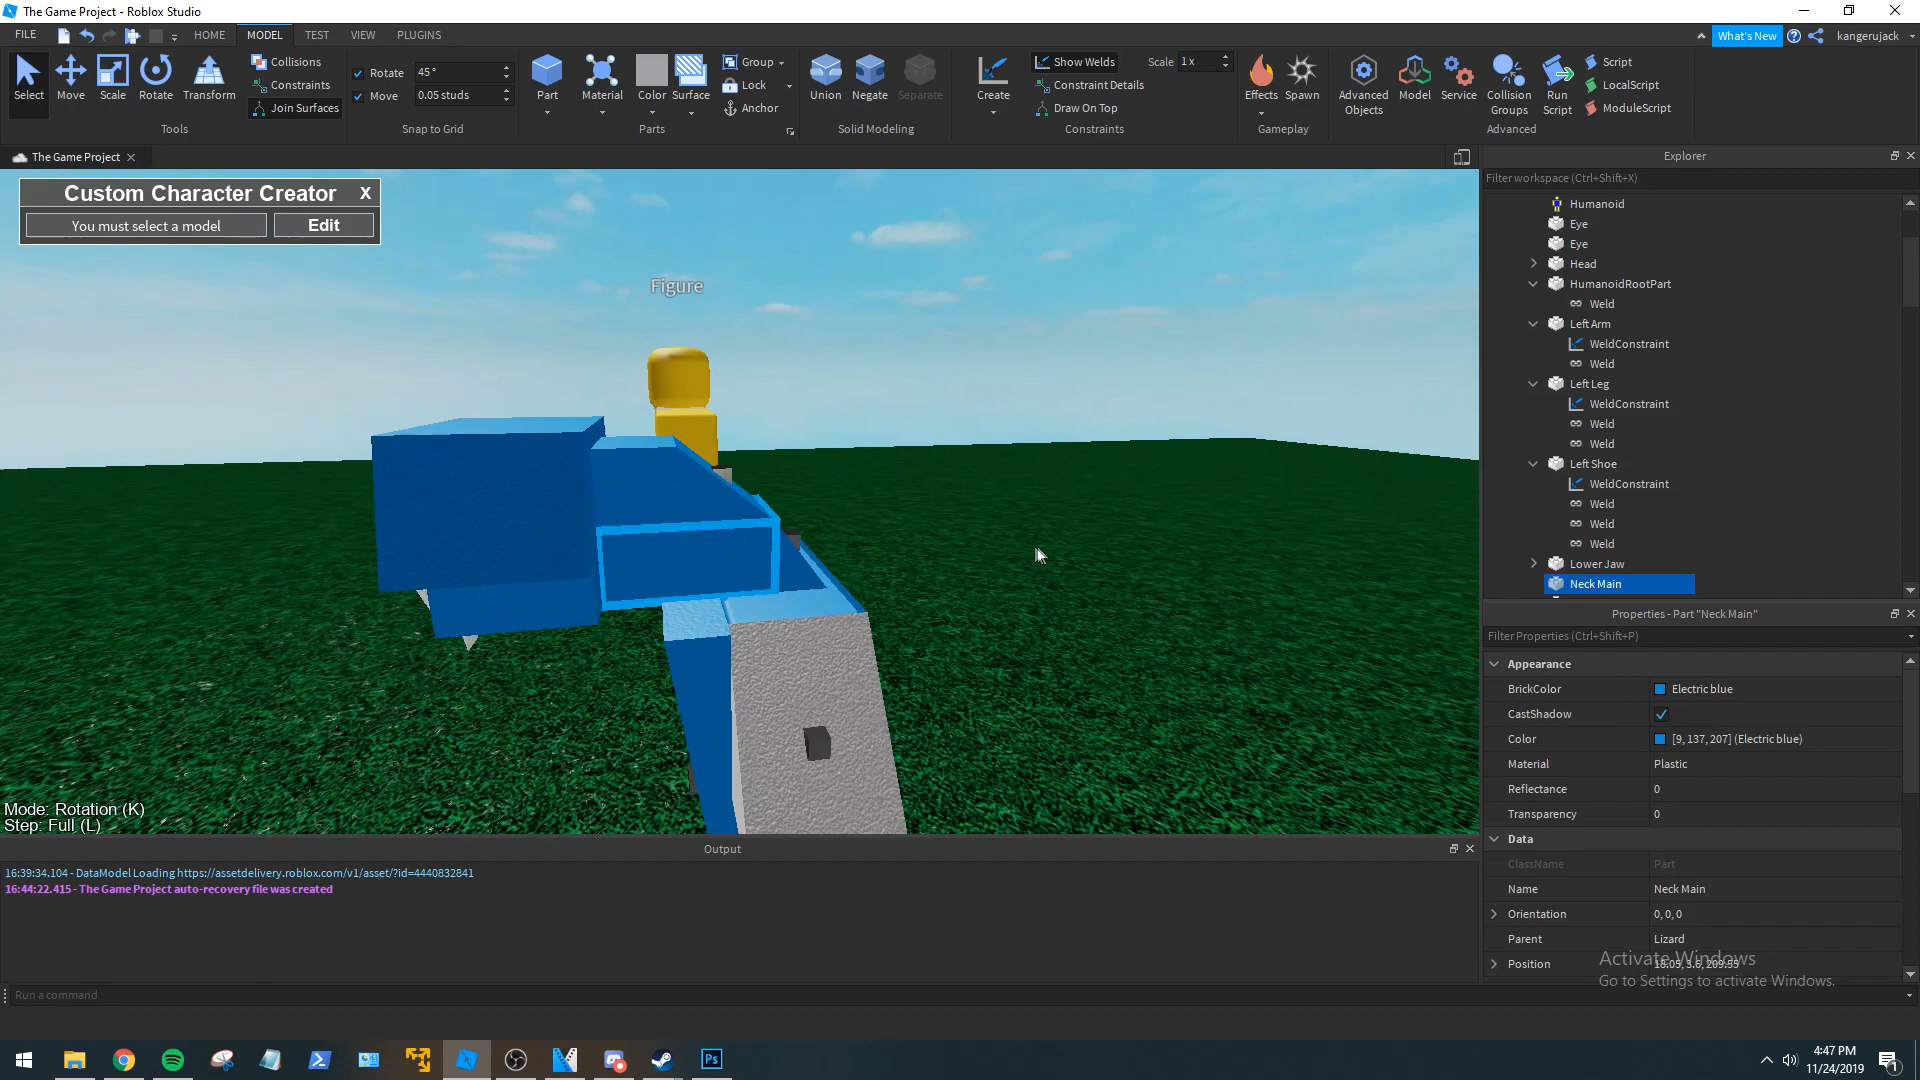 The Game Project - Roblox Studio
FILE HOME MODEL TEST VIEW PLUGINS What's New kangerujack
Select Move Scale Rotate Transform
Collisions
Constraints
Join Surfaces
Tools
Rotate 45°
Move 0.05 studs
Snap to Grid
Part Material Color Surface
Group
Lock
Anchor
Parts
Union Negate Separate
Solid Modeling
Create
Show Welds Scale 1 x
Constraint Details
Draw On Top
Constraints
Effects Spawn
Gameplay
Advanced Objects
Model
Service
Collision Groups
Run Script
Script
LocalScript
ModuleScript
Advanced
The Game Project
Custom Character Creator X
You must select a model Edit
Figure
Mode: Rotation (K)
Step: Full (L)
Explorer
Filter workspace (Ctrl+Shift+X)
Humanoid
Eye
Eye
Head
HumanoidRootPart
Weld
Left Arm
WeldConstraint
Weld
Left Leg
WeldConstraint
Weld
Weld
Left Shoe
WeldConstraint
Weld
Weld
Weld
Lower Jaw
Neck Main
Properties - Part "Neck Main"
Filter Properties (Ctrl+Shift+P)
Appearance
BrickColor Electric blue
CastShadow
Color [9, 137, 207] (Electric blue)
Material Plastic
Reflectance 0
Transparency 0
Data
ClassName Part
Name Neck Main
Orientation 0, 0, 0
Parent Lizard
Position 18.05, 3.6, 209.55
Activate Windows
Go to Settings to activate Windows.
Output
16:39:34.104 - DataModel Loading https://assetdelivery.roblox.com/v1/asset/?id=4440832841
16:44:22.415 - The Game Project auto-recovery file was created
Run a command
Ps
4:47 PM
11/24/2019
1